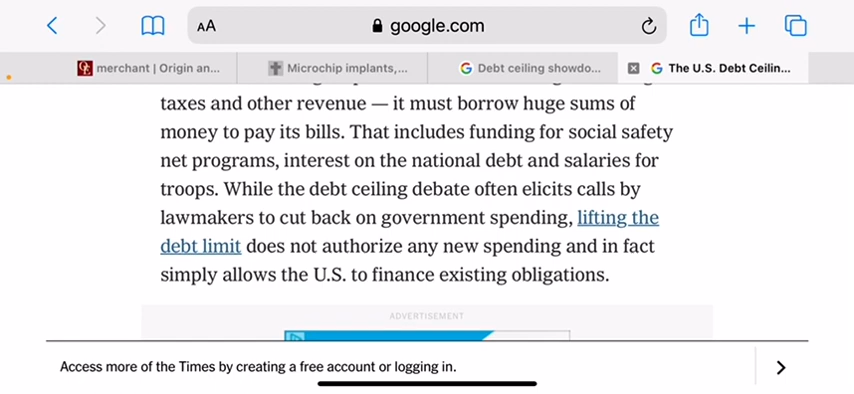 AA
google.com
merchant | Origin an...
Microchip implants,...
Debt ceiling showdo...
The U.S. Debt Ceilin...
taxes and other revenue — it must borrow huge sums of
money to pay its bills. That includes funding for social safety
net programs, interest on the national debt and salaries for
troops. While the debt ceiling debate often elicits calls by
lawmakers to cut back on government spending, lifting the
debt limit does not authorize any new spending and in fact
simply allows the U.S. to finance existing obligations.
ADVERTISEMENT
Access more of the Times by creating a free account or logging in.